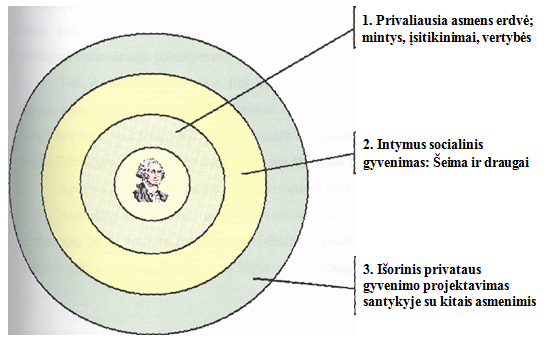 1. Privaliausia asmens erdvė;
mintys, įsitikinimai, vertybės
2. Intymus socialinis
gyvenimas: Šeima ir draugai
3. Išorinis privataus
gyvenimo projektavimas
santykyje su kitais asmenimis